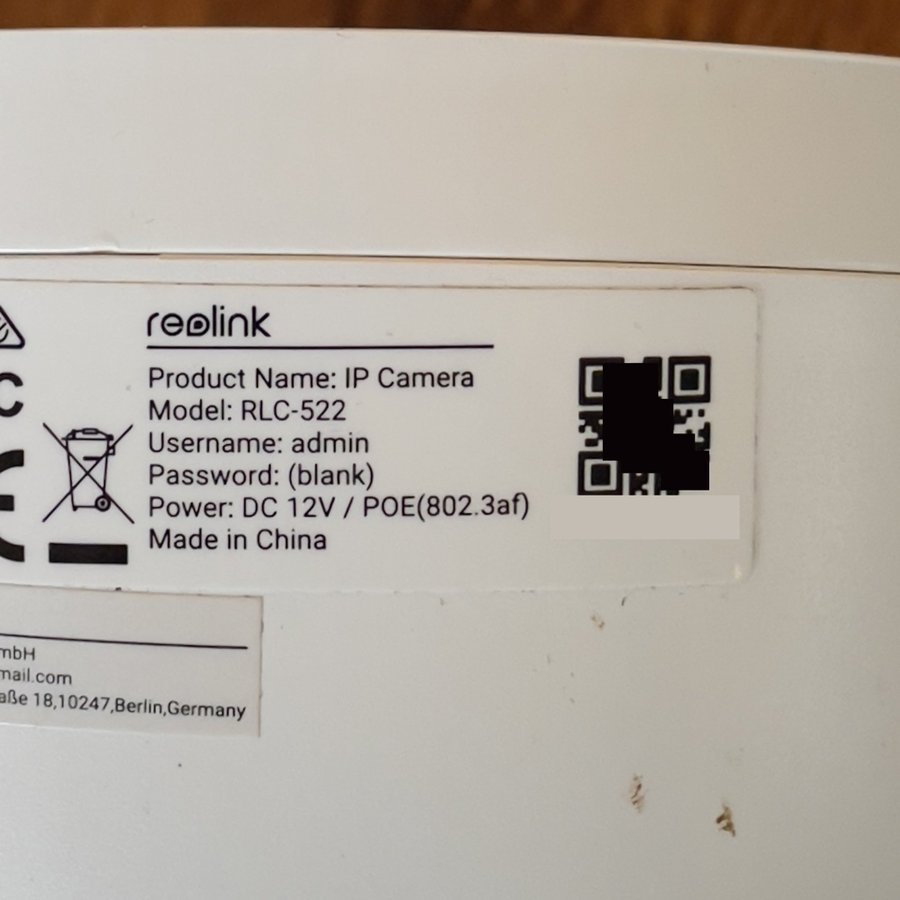 reolink
Product Name: IP Camera
Model: RLC-522
Username: admin
Password: (blank)
Power: DC 12V / POE(802.3af)
Made in China
C
CE
mbH
mail.com
aße 18,10247,Berlin,Germany